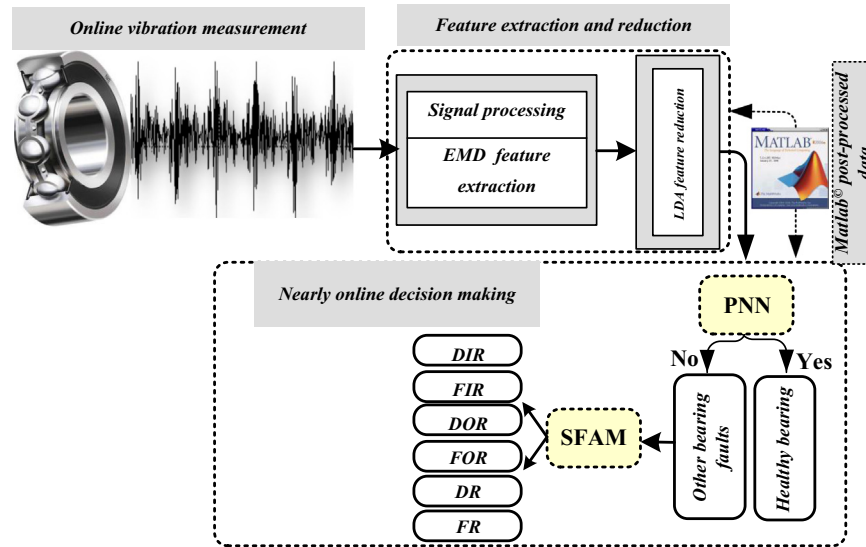 Online vibration measurement
Feature extraction and reduction
Signal processing
EMD feature
extraction
LDA feature reduction
MATLAB
Matlab© post-processed
data
Nearly online decision making
PNN
No
Yes
DIR
FIR
DOR
FOR
DR
FR
SFAM
Other bearing
faults
Healthy bearing